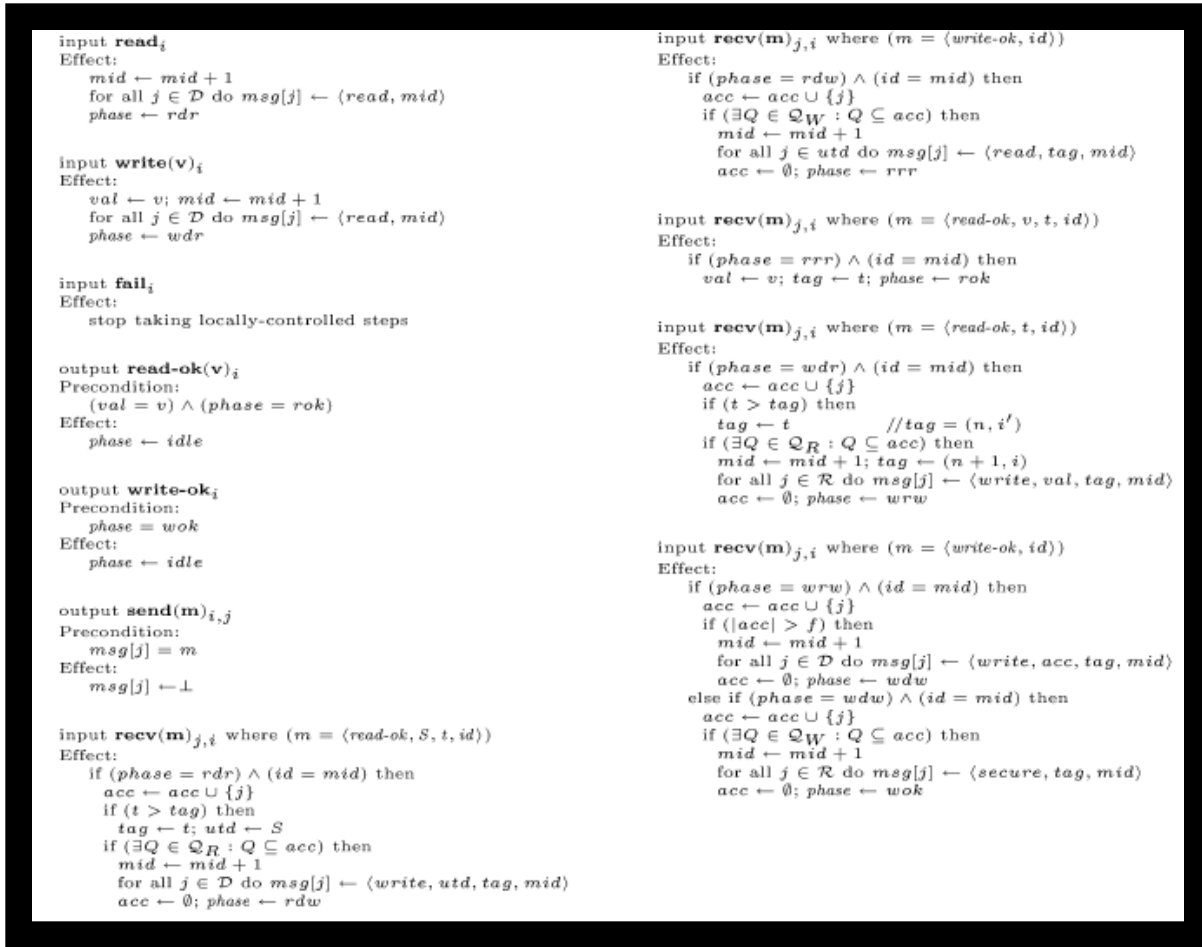 input read_i
Effect:
mid ← mid + 1
for all j ∈ 𝒟 do msg[j] ← ⟨read, mid⟩
phase ← rdr
input write(v)_i
Effect:
val ← v; mid ← mid + 1
for all j ∈ 𝒟 do msg[j] ← ⟨read, mid⟩
phase ← wdr
input fail_i
Effect:
stop taking locally-controlled steps
output read-ok(v)_i
Precondition:
(val = v) ∧ (phase = rok)
Effect:
phase ← idle
output write-ok_i
Precondition:
phase = wok
Effect:
phase ← idle
output send(m)_{i,j}
Precondition:
msg[j] = m
Effect:
msg[j] ←⊥
input recv(m)_{j,i} where (m = ⟨read-ok, S, t, id⟩)
Effect:
if (phase = rdr) ∧ (id = mid) then
acc ← acc ∪ {j}
if (t > tag) then
tag ← t; utd ← S
if (∃Q ∈ 𝒬_R : Q ⊆ acc) then
mid ← mid + 1
for all j ∈ 𝒟 do msg[j] ← ⟨write, utd, tag, mid⟩
acc ← ∅; phase ← rdw
input recv(m)_{j,i} where (m = ⟨write-ok, id⟩)
Effect:
if (phase = rdw) ∧ (id = mid) then
acc ← acc ∪ {j}
if (∃Q ∈ 𝒬_W : Q ⊆ acc) then
mid ← mid + 1
for all j ∈ utd do msg[j] ← ⟨read, tag, mid⟩
acc ← ∅; phase ← rrr
input recv(m)_{j,i} where (m = ⟨read-ok, v, t, id⟩)
Effect:
if (phase = rrr) ∧ (id = mid) then
val ← v; tag ← t; phase ← rok
input recv(m)_{j,i} where (m = ⟨read-ok, t, id⟩)
Effect:
if (phase = wdr) ∧ (id = mid) then
acc ← acc ∪ {j}
if (t > tag) then
tag ← t //tag = (n, i′)
if (∃Q ∈ 𝒬_R : Q ⊆ acc) then
mid ← mid + 1; tag ← (n + 1, i)
for all j ∈ ℛ do msg[j] ← ⟨write, val, tag, mid⟩
acc ← ∅; phase ← wrw
input recv(m)_{j,i} where (m = ⟨write-ok, id⟩)
Effect:
if (phase = wrw) ∧ (id = mid) then
acc ← acc ∪ {j}
if (|acc| > f) then
mid ← mid + 1
for all j ∈ 𝒟 do msg[j] ← ⟨write, acc, tag, mid⟩
acc ← ∅; phase ← wdw
else if (phase = wdw) ∧ (id = mid) then
acc ← acc ∪ {j}
if (∃Q ∈ 𝒬_W : Q ⊆ acc) then
mid ← mid + 1
for all j ∈ ℛ do msg[j] ← ⟨secure, tag, mid⟩
acc ← ∅; phase ← wok